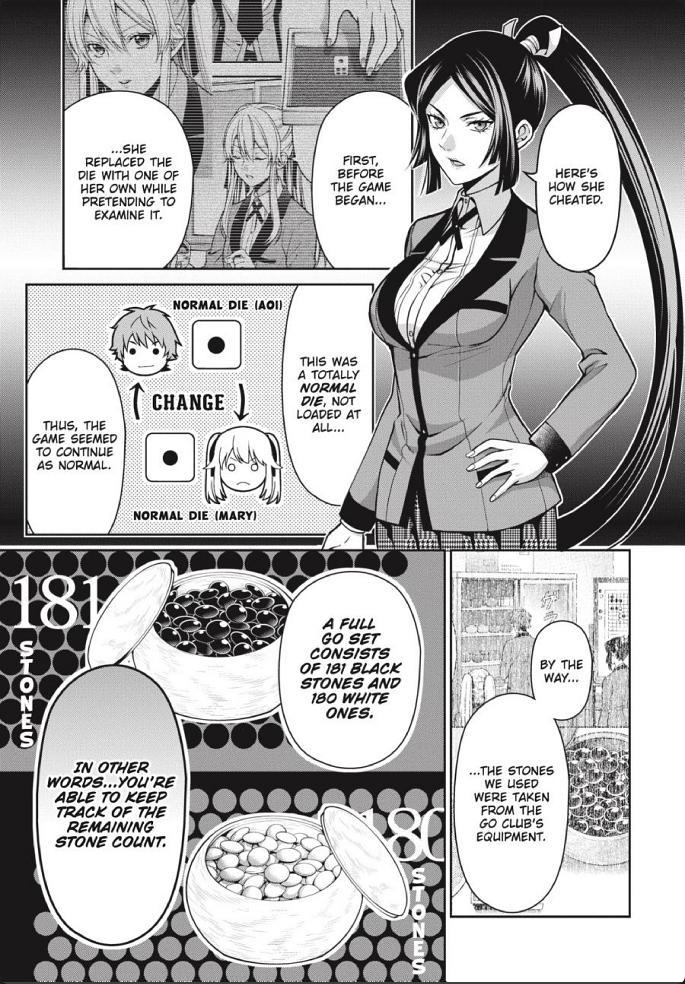 HERE'S
HOW SHE
CHEATED.
FIRST,
BEFORE
THE GAME
BEGAN...
...SHE
REPLACED THE
DIE WITH ONE OF
HER OWN WHILE
PRETENDING TO
EXAMINE IT.
NORMAL DIE (AOI)
CHANGE
NORMAL DIE (MARY)
THIS WAS
A TOTALLY
NORMAL
DIE, NOT
LOADED AT
ALL...
THUS, THE
GAME SEEMED
TO CONTINUE
AS NORMAL.
BY THE
WAY...
...THE STONES
WE USED
WERE TAKEN
FROM THE
GO CLUB'S
EQUIPMENT.
A FULL
GO SET
CONSISTS
OF 181 BLACK
STONES AND
180 WHITE
ONES.
181
STONES
IN OTHER
WORDS...YOU'RE
ABLE TO KEEP
TRACK OF THE
REMAINING
STONE COUNT.
180
STONES